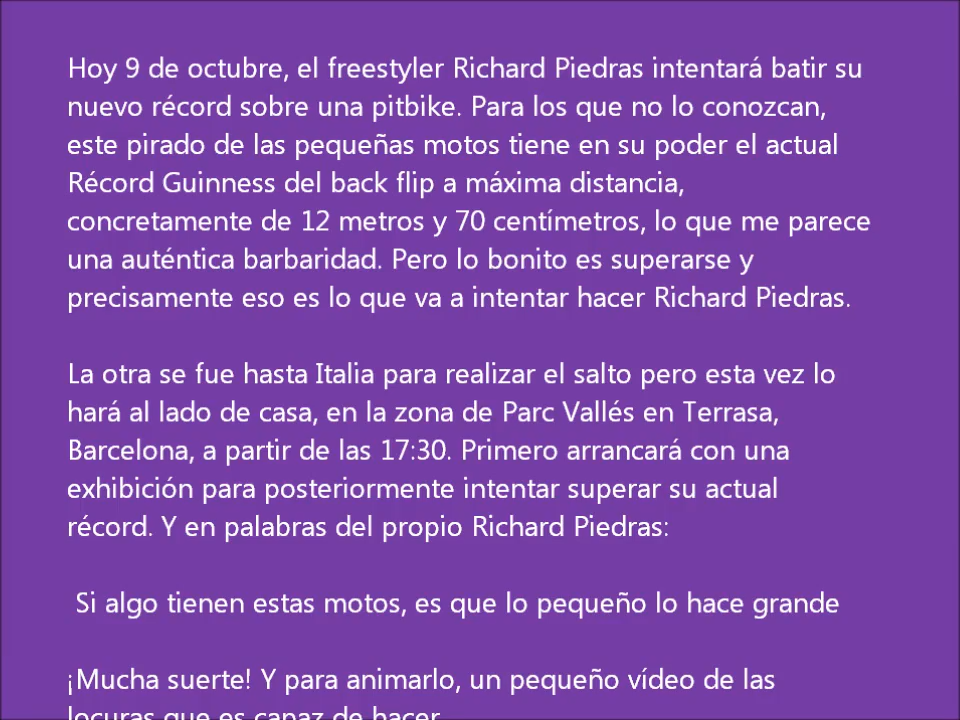 Hoy 9 de octubre, el freestyler Richard Piedras intentará batir su
nuevo récord sobre una pitbike. Para los que no lo conozcan,
este pirado de las pequeñas motos tiene en su poder el actual
Récord Guinness del back flip a máxima distancia,
concretamente de 12 metros y 70 centímetros, lo que me parece
una auténtica barbaridad. Pero lo bonito es superarse y
precisamente eso es lo que va a intentar hacer Richard Piedras.
La otra se fue hasta Italia para realizar el salto pero esta vez lo
hará al lado de casa, en la zona de Parc Vallés en Terrasa,
Barcelona, a partir de las 17:30. Primero arrancará con una
exhibición para posteriormente intentar superar su actual
récord. Y en palabras del propio Richard Piedras:
Si algo tienen estas motos, es que lo pequeño lo hace grande
¡Mucha suerte! Y para animarlo, un pequeño vídeo de las
locuras que es capaz de hacer